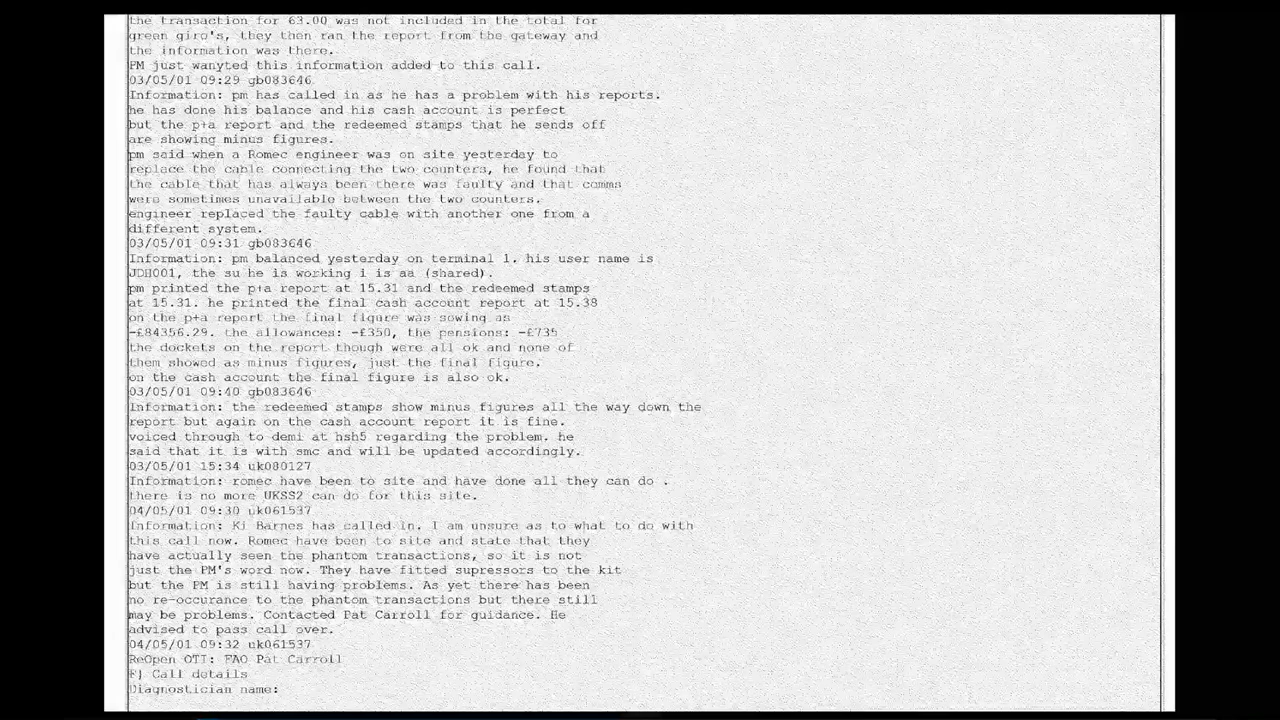 the transaction for 63.00 was not included in the total for
green giro's, they then ran the report from the gateway and
the information was there.
PM just wanyted this information added to this call.
03/05/01 09:29 gb083646
Information: pm has called in as he has a problem with his reports.
he has done his balance and his cash account is perfect
but the p+a report and the redeemed stamps that he sends off
are showing minus figures.
pm said when a Romec engineer was on site yesterday to
replace the cable connecting the two counters, he found that
the cable that has always been there was faulty and that comms
were sometimes unavailable between the two counters.
engineer replaced the faulty cable with another one from a
different system.
03/05/01 09:31 gb083646
Information: pm balanced yesterday on terminal 1. his user name is
JDH001, the su he is working i is aa (shared).
pm printed the p+a report at 15.31 and the redeemed stamps
at 15.31. he printed the final cash account report at 15.38
on the p+a report the final figure was sowing as
-£84356.29. the allowances: -£350, the pensions: -£735
the dockets on the report though were all ok and none of
them showed as minus figures, just the final figure.
on the cash account the final figure is also ok.
03/05/01 09:40 gb083646
Information: the redeemed stamps show minus figures all the way down the
report but again on the cash account report it is fine.
voiced through to demi at hsh5 regarding the problem. he
said that it is with smc and will be updated accordingly.
03/05/01 15:34 uk080127
Information: romec have been to site and have done all they can do .
there is no more UKSS2 can do for this site.
04/05/01 09:30 uk061537
Information: Ki Barnes has called in. I am unsure as to what to do with
this call now. Romec have been to site and state that they
have actually seen the phantom transactions, so it is not
just the PM's word now. They have fitted supressors to the kit
but the PM is still having problems. As yet there has been
no re-occurance to the phantom transactions but there still
may be problems. Contacted Pat Carroll for guidance. He
advised to pass call over.
04/05/01 09:32 uk061537
ReOpen OTI: FAO Pat Carroll
F) Call details
Diagnostician name: